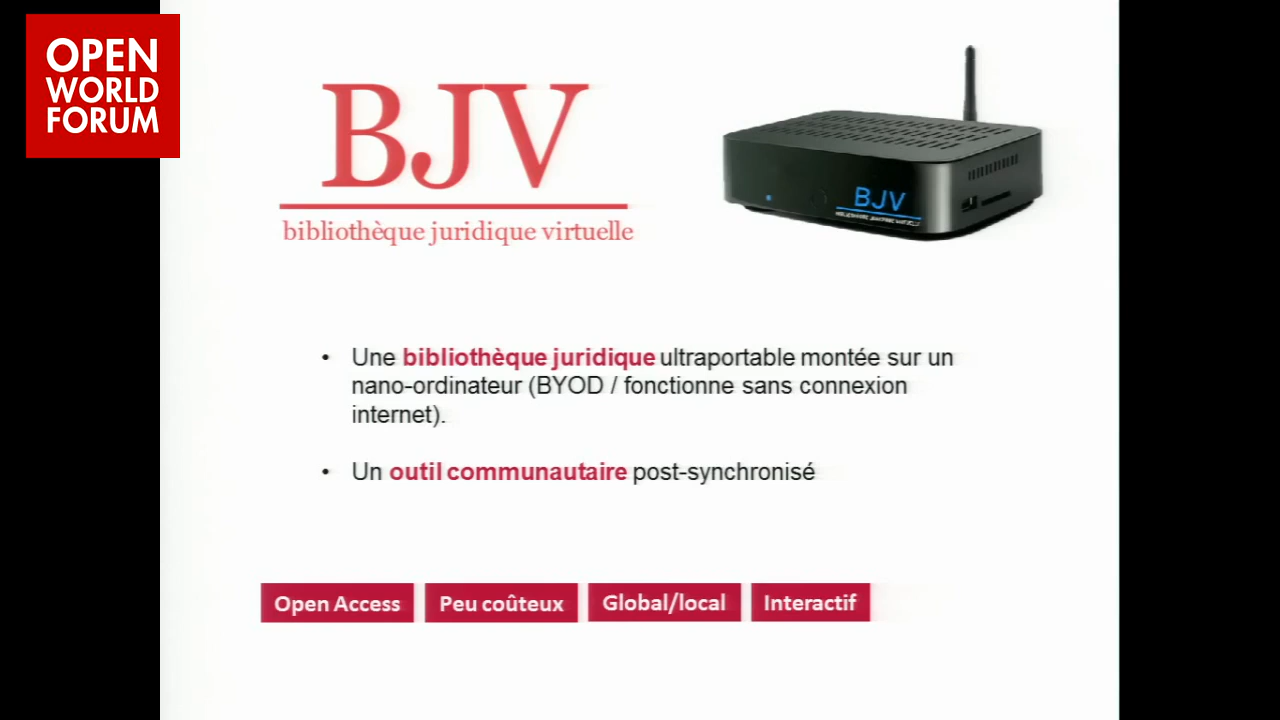 OPEN
WORLD
FORUM
BJV
bibliothèque juridique virtuelle
BJV
• Une bibliothèque juridique ultraportable montée sur un
nano-ordinateur (BYOD / fonctionne sans connexion
internet).
• Un outil communautaire post-synchronisé
Open Access
Peu coûteux
Global/local
Interactif